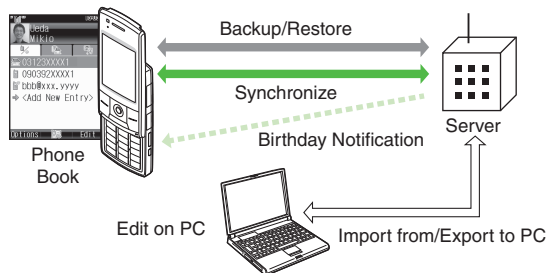 Backup/Restore
Synchronize
Birthday Notification
Server
Ueda
Mikio
03123XXXX1
090392XXXX1
bbb@xxx.yyyy
<Add New Entry>
Options
Edit
Phone
Book
Edit on PC
Import from/Export to PC